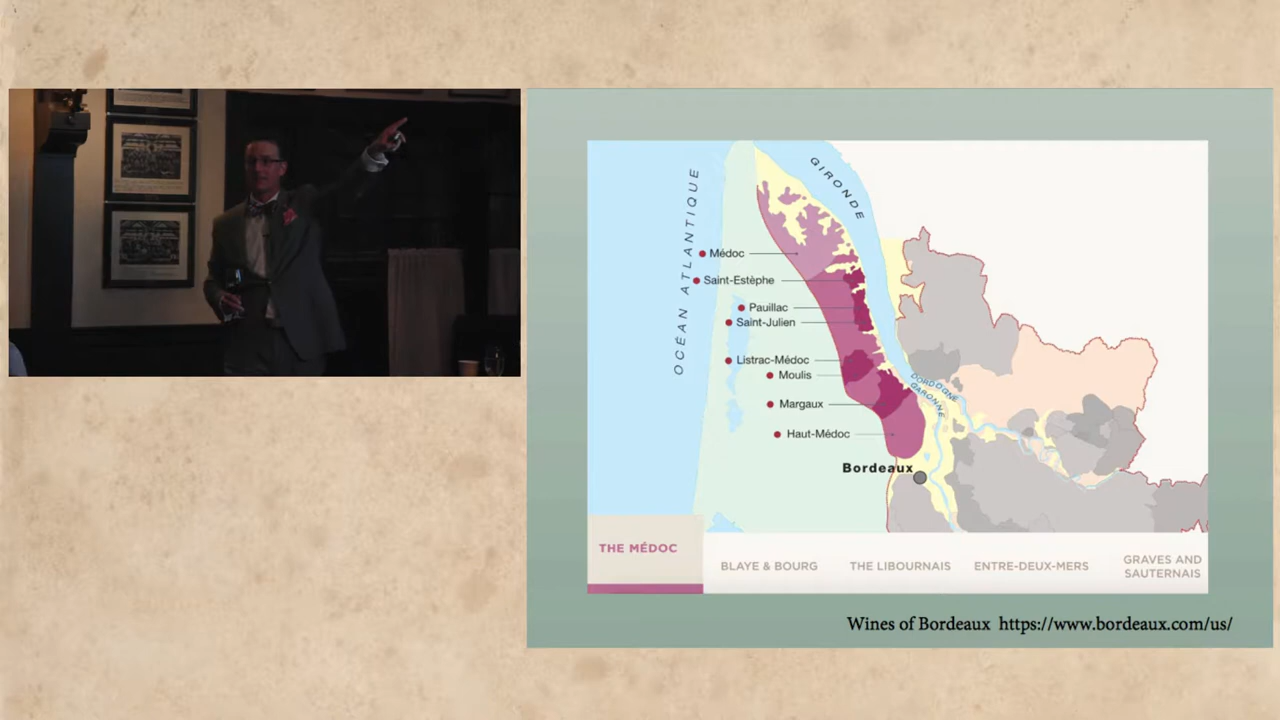 OCÉAN ATLANTIQUE
GIRONDE
Médoc
Saint-Estèphe
Pauillac
Saint-Julien
Listrac-Médoc
Moulis
Margaux
Haut-Médoc
DORDOGNE
GARONNE
Bordeaux
THE MÉDOC
BLAYE & BOURG
THE LIBOURNAIS
ENTRE-DEUX-MERS
GRAVES AND
SAUTERNAIS
Wines of Bordeaux https://www.bordeaux.com/us/